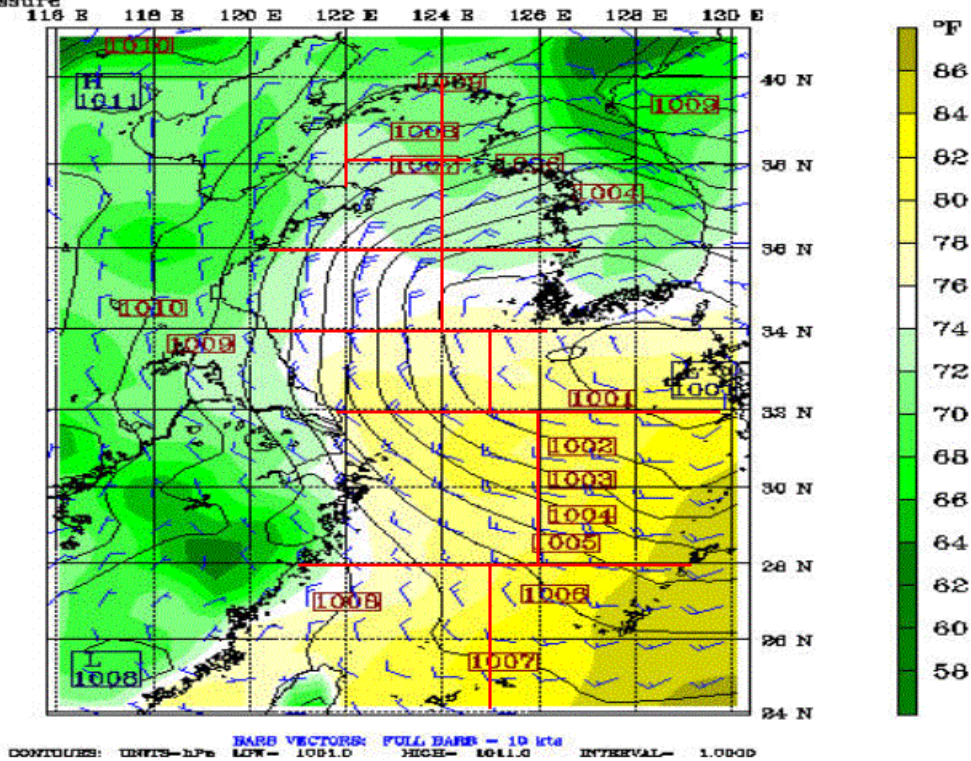 ssure
116 E 118 E 120 E 122 E 124 E 126 E 128 E 130 E
°F
1010
H
1011
1009
40 N
86
1009
1008
84
1007
1006
38 N
82
1004
80
36 N
78
1010
76
1009
34 N
74
L
100
72
1001
32 N
70
1002
68
1003
30 N
66
1004
1005
64
28 N
62
1008
1006
60
26 N
L
1008
1007
58
24 N
BARB VECTORS: FULL BARB = 10 kts
CONTOURS: UNITS=hPa LOW= 1001.0 HIGH= 1011.0 INTERVAL= 1.0000